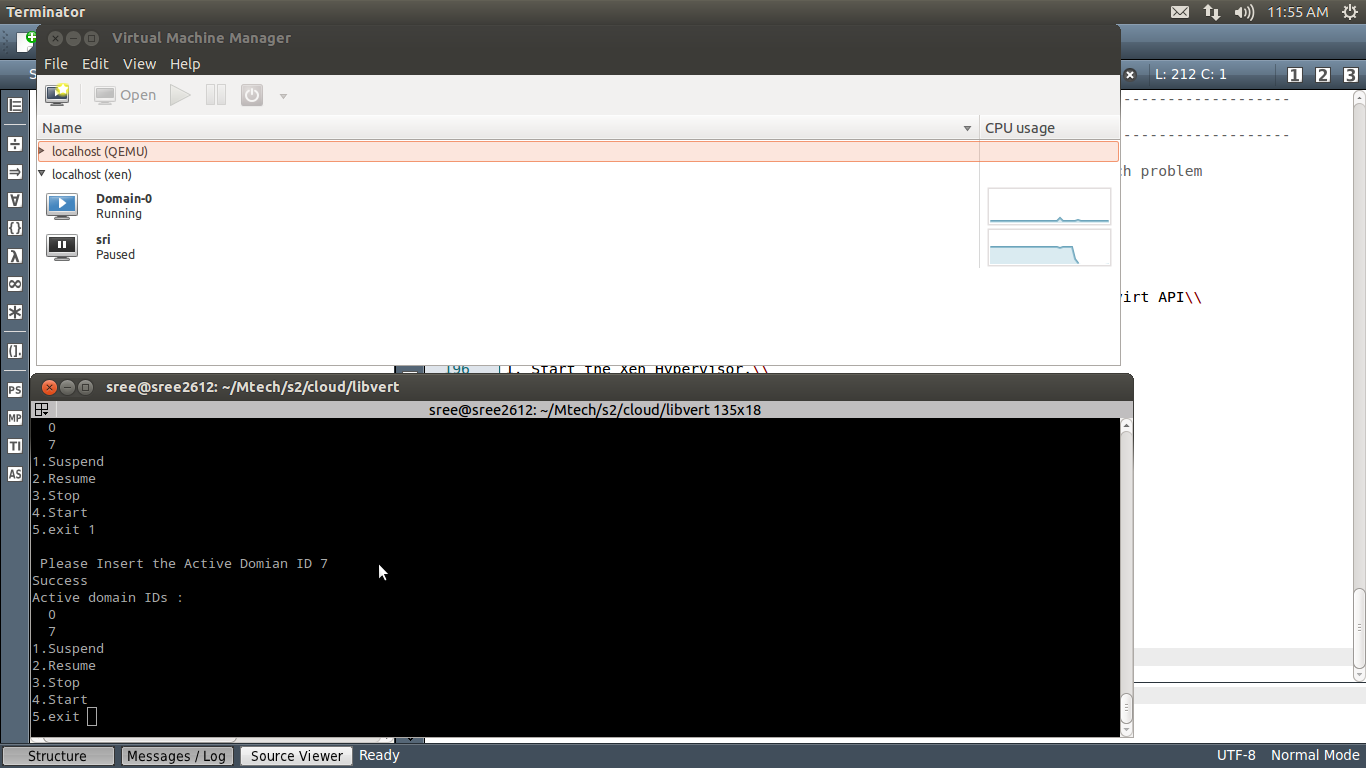 Terminator
11:55 AM
Virtual Machine Manager
File Edit View Help
L: 212 C: 1
1 2 3
Open
Name
CPU usage
localhost (QEMU)
localhost (xen)
Domain-0
Running
sri
Paused
h problem
irt API\\
196 1. Start the Xen Hypervisor.\\
sree@sree2612: ~/Mtech/s2/cloud/libvert
sree@sree2612: ~/Mtech/s2/cloud/libvert 135x18
0
7
1.Suspend
2.Resume
3.Stop
4.Start
5.exit 1
Please Insert the Active Domian ID 7
Success
Active domain IDs :
0
7
1.Suspend
2.Resume
3.Stop
4.Start
5.exit
PS
MP
TI
AS
Structure
Messages / Log
Source Viewer
Ready
UTF-8
Normal Mode